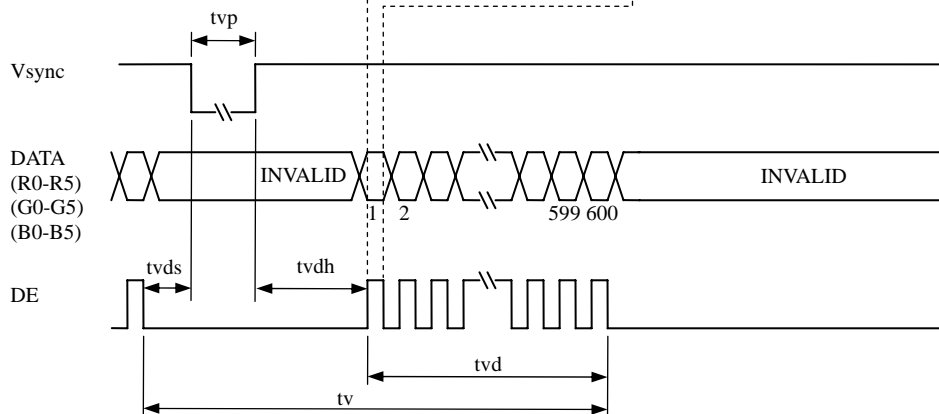 tvp
Vsync
DATA
(R0-R5)
(G0-G5)
(B0-B5)
INVALID
INVALID
1 2 599 600
tvds
tvdh
DE
tvd
tv